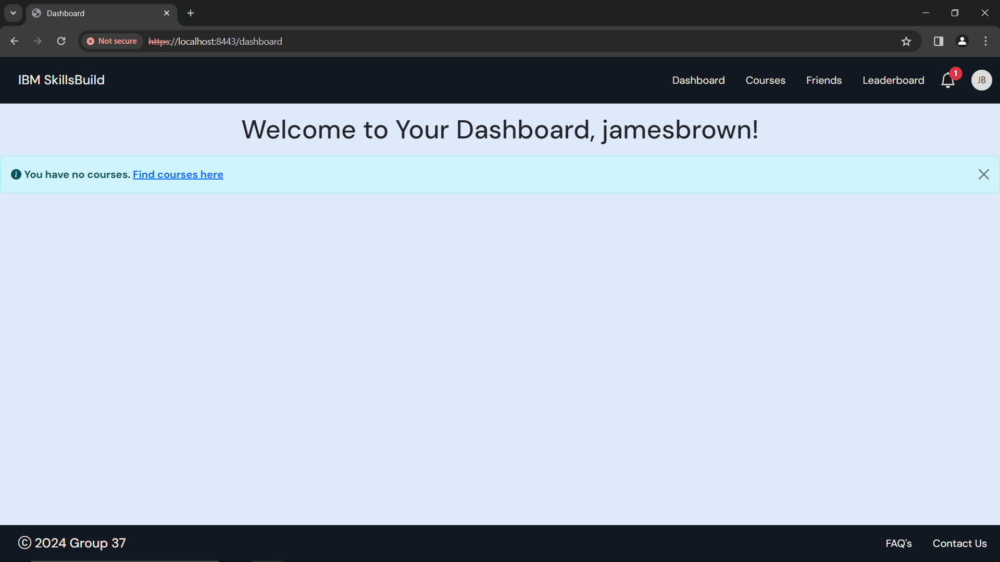 Dashboard
Not secure https://localhost:8443/dashboard
IBM SkillsBuild Dashboard Courses Friends Leaderboard 1 JB
Welcome to Your Dashboard, jamesbrown!
You have no courses. Find courses here
© 2024 Group 37 FAQ's Contact Us